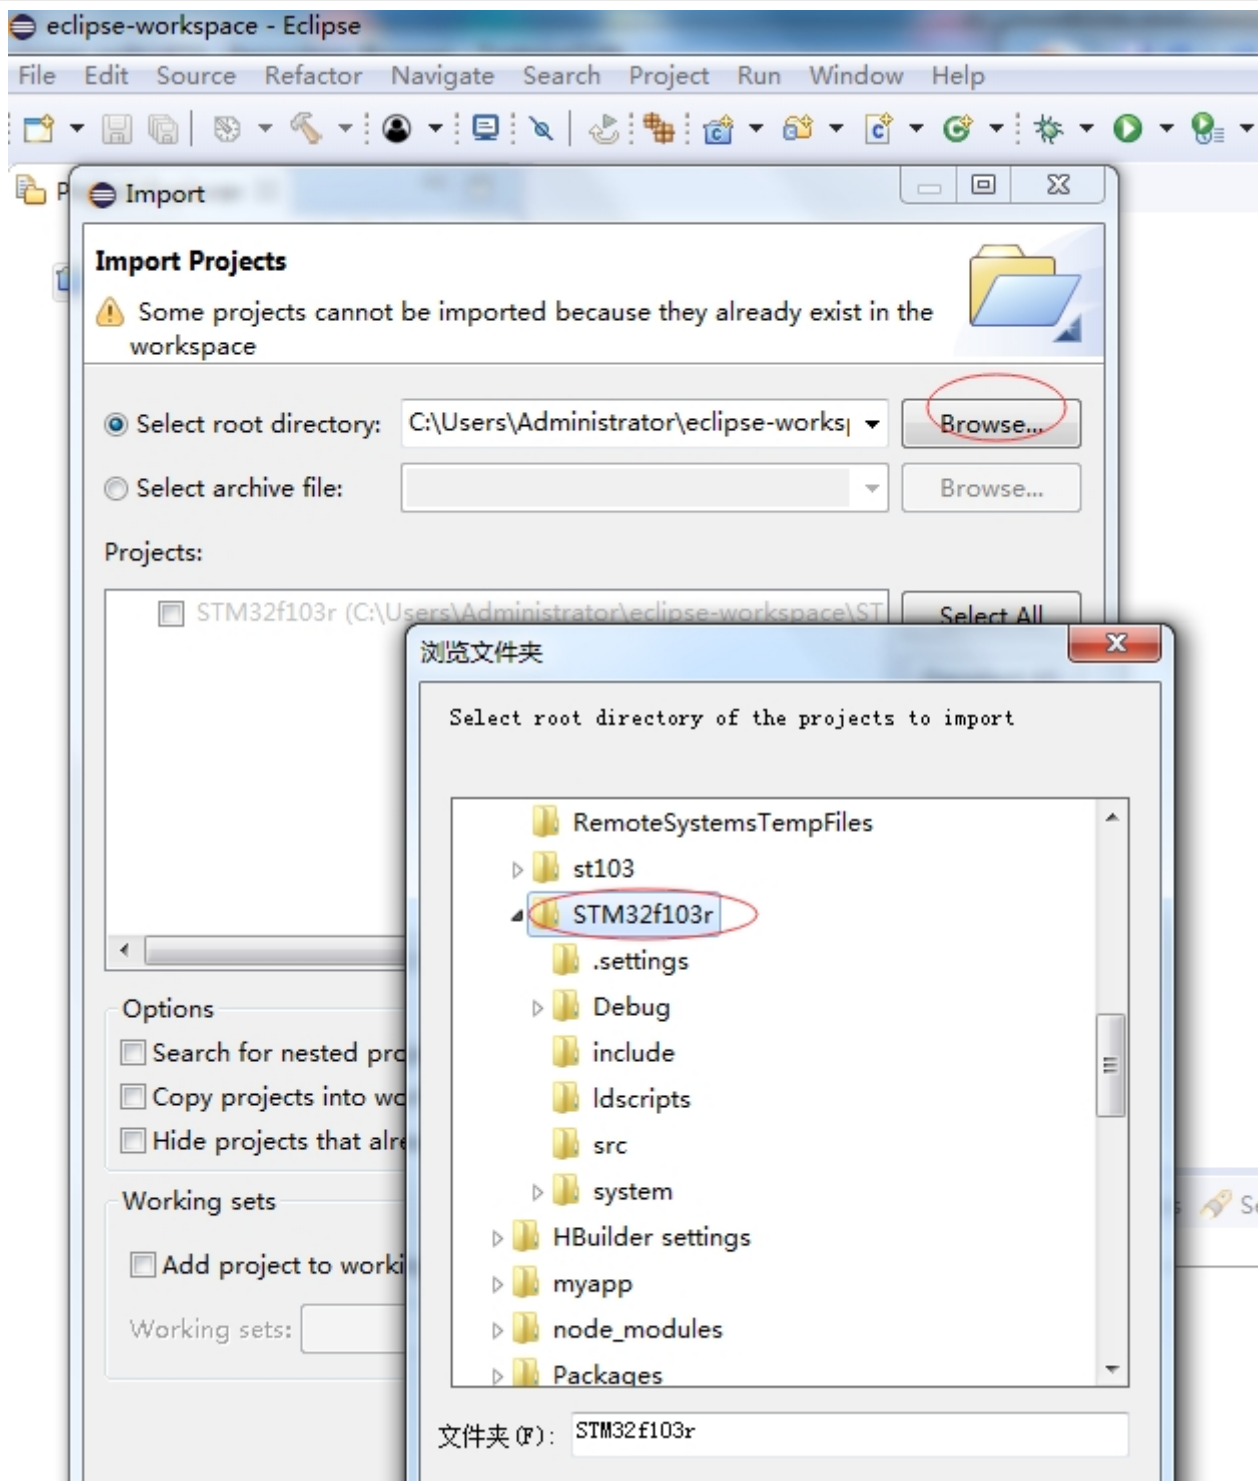 eclipse-workspace - Eclipse
File Edit Source Refactor Navigate Search Project Run Window Help
Import
Import Projects
Some projects cannot be imported because they already exist in the
workspace
Select root directory: C:\Users\Administrator\eclipse-works Browse...
Select archive file: Browse...
Projects:
STM32f103r (C:\Users\Administrator\eclipse-workspace\ST Select All
浏览文件夹
Select root directory of the projects to import
RemoteSystemsTempFiles
st103
STM32f103r
.settings
Debug
include
ldscripts
src
system
HBuilder settings
myapp
node_modules
Packages
文件夹(F): STM32f103r
Options
Search for nested pro
Copy projects into wo
Hide projects that alre
Working sets
Add project to worki
Working sets: